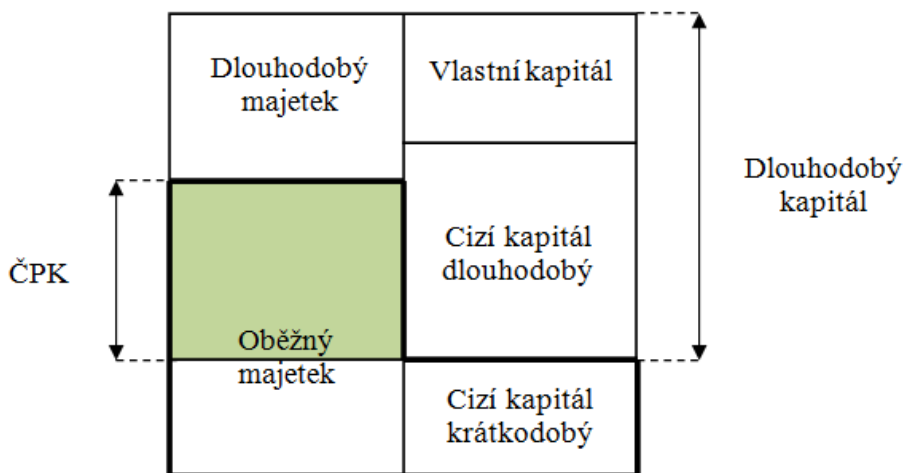 Dlouhodobý
majetek
Vlastní kapitál
Dlouhodobý
kapitál
Cizí kapitál
dlouhodobý
ČPK
Oběžný
majetek
Cizí kapitál
krátkodobý